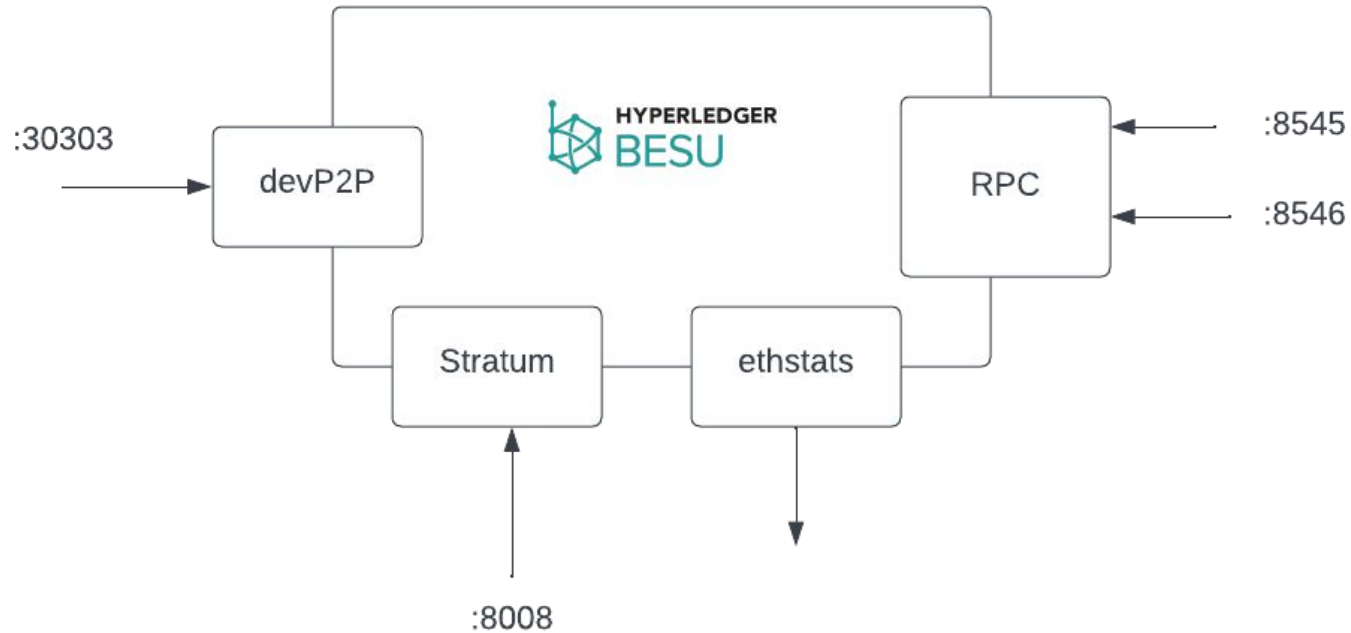 HYPERLEDGER
BESU
:30303
devP2P
RPC
:8545
:8546
Stratum
ethstats
:8008